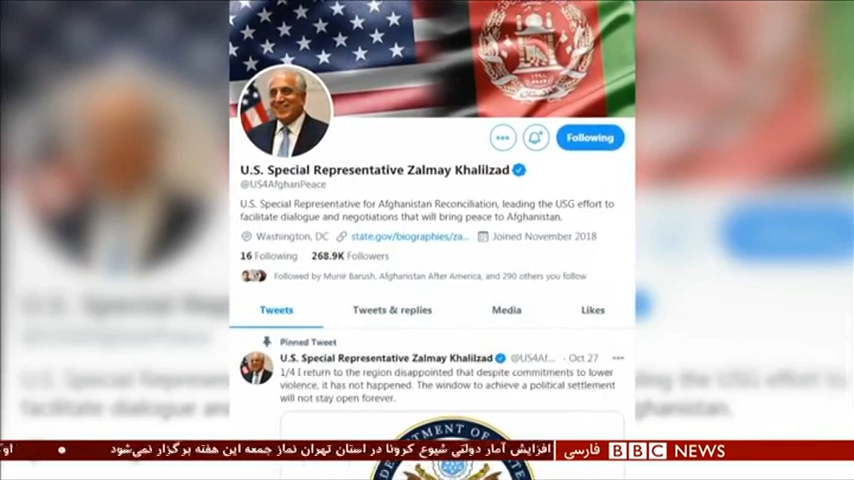 U.S. Special Representative Zalmay Khalilzad
@US4AfghanPeace
Following
U.S. Special Representative for Afghanistan Reconciliation, leading the USG effort to
facilitate dialogue and negotiations that will bring peace to Afghanistan.
Washington, DC state.gov/biographies/za... Joined November 2018
16 Following 268.9K Followers
Followed by Munir Barush, Afghanistan After America, and 290 others you follow
Tweets Tweets & replies Media Likes
Pinned Tweet
U.S. Special Representative Zalmay Khalilzad @US4Af... · Oct 27
1/4 I return to the region disappointed that despite commitments to lower
violence, it has not happened. The window to achieve a political settlement
will not stay open forever.
MENT OF
افزایش آمار دولتی شیوع کرونا در استان تهران نماز جمعه این هفته برگزار نمی‌شود
فارسی BBC NEWS